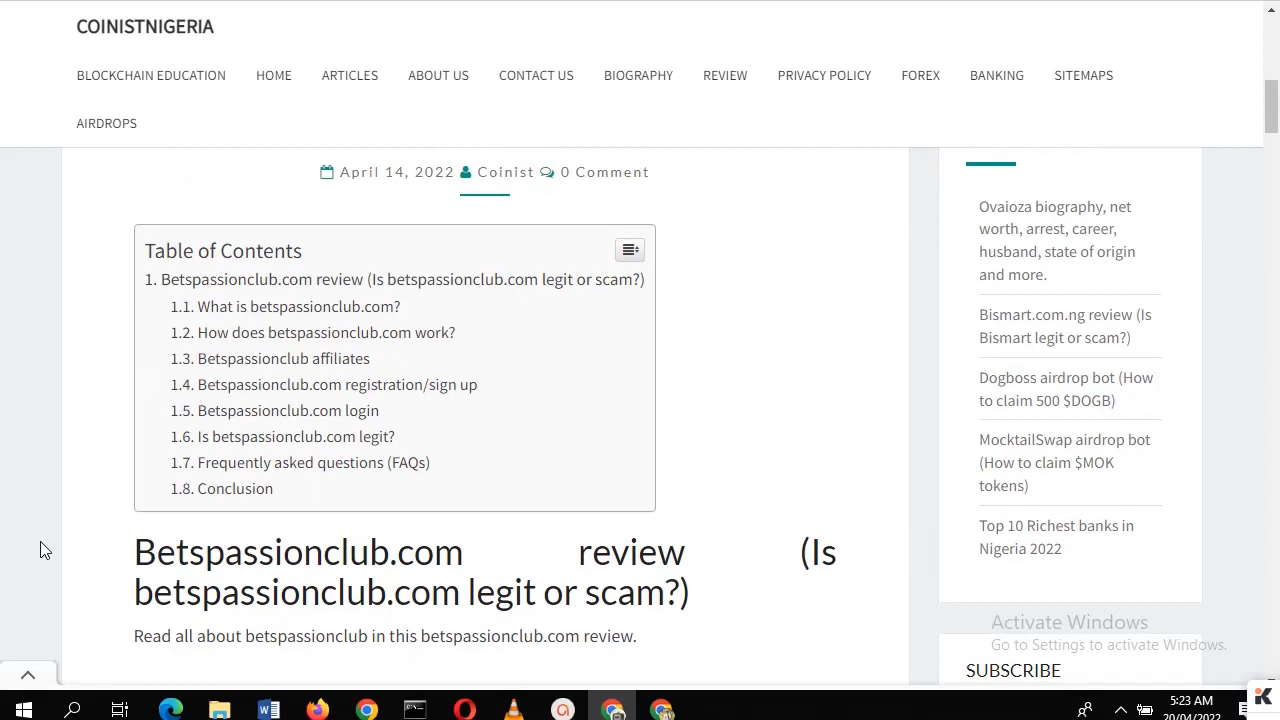 COINISTNIGERIA
BLOCKCHAIN EDUCATION HOME ARTICLES ABOUT US CONTACT US BIOGRAPHY REVIEW PRIVACY POLICY FOREX BANKING SITEMAPS
AIRDROPS
April 14, 2022 Coinist 0 Comment
Table of Contents
1. Betspassionclub.com review (Is betspassionclub.com legit or scam?)
1.1. What is betspassionclub.com?
1.2. How does betspassionclub.com work?
1.3. Betspassionclub affiliates
1.4. Betspassionclub.com registration/sign up
1.5. Betspassionclub.com login
1.6. Is betspassionclub.com legit?
1.7. Frequently asked questions (FAQs)
1.8. Conclusion
Betspassionclub.com review (Is
betspassionclub.com legit or scam?)
Read all about betspassionclub in this betspassionclub.com review.
Ovaioza biography, net
worth, arrest, career,
husband, state of origin
and more.
Bismart.com.ng review (Is
Bismart legit or scam?)
Dogboss airdrop bot (How
to claim 500 $DOGB)
MocktailSwap airdrop bot
(How to claim $MOK
tokens)
Top 10 Richest banks in
Nigeria 2022
Activate Windows
Go to Settings to activate Windows.
SUBSCRIBE
5:23 AM
20/04/2022